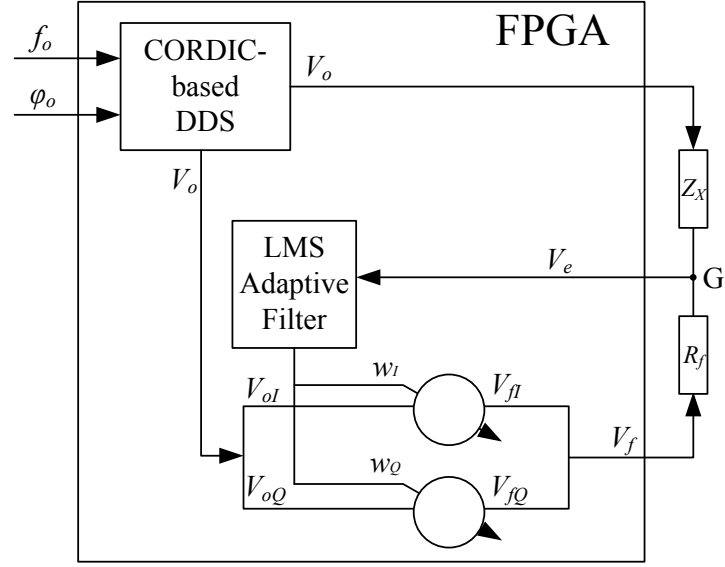 FPGA
f_o
φ_o
CORDIC-
based
DDS
V_o
V_o
Z_X
LMS
Adaptive
Filter
V_e
G
R_f
w_I
V_oI
V_fI
V_f
w_Q
V_oQ
V_fQ